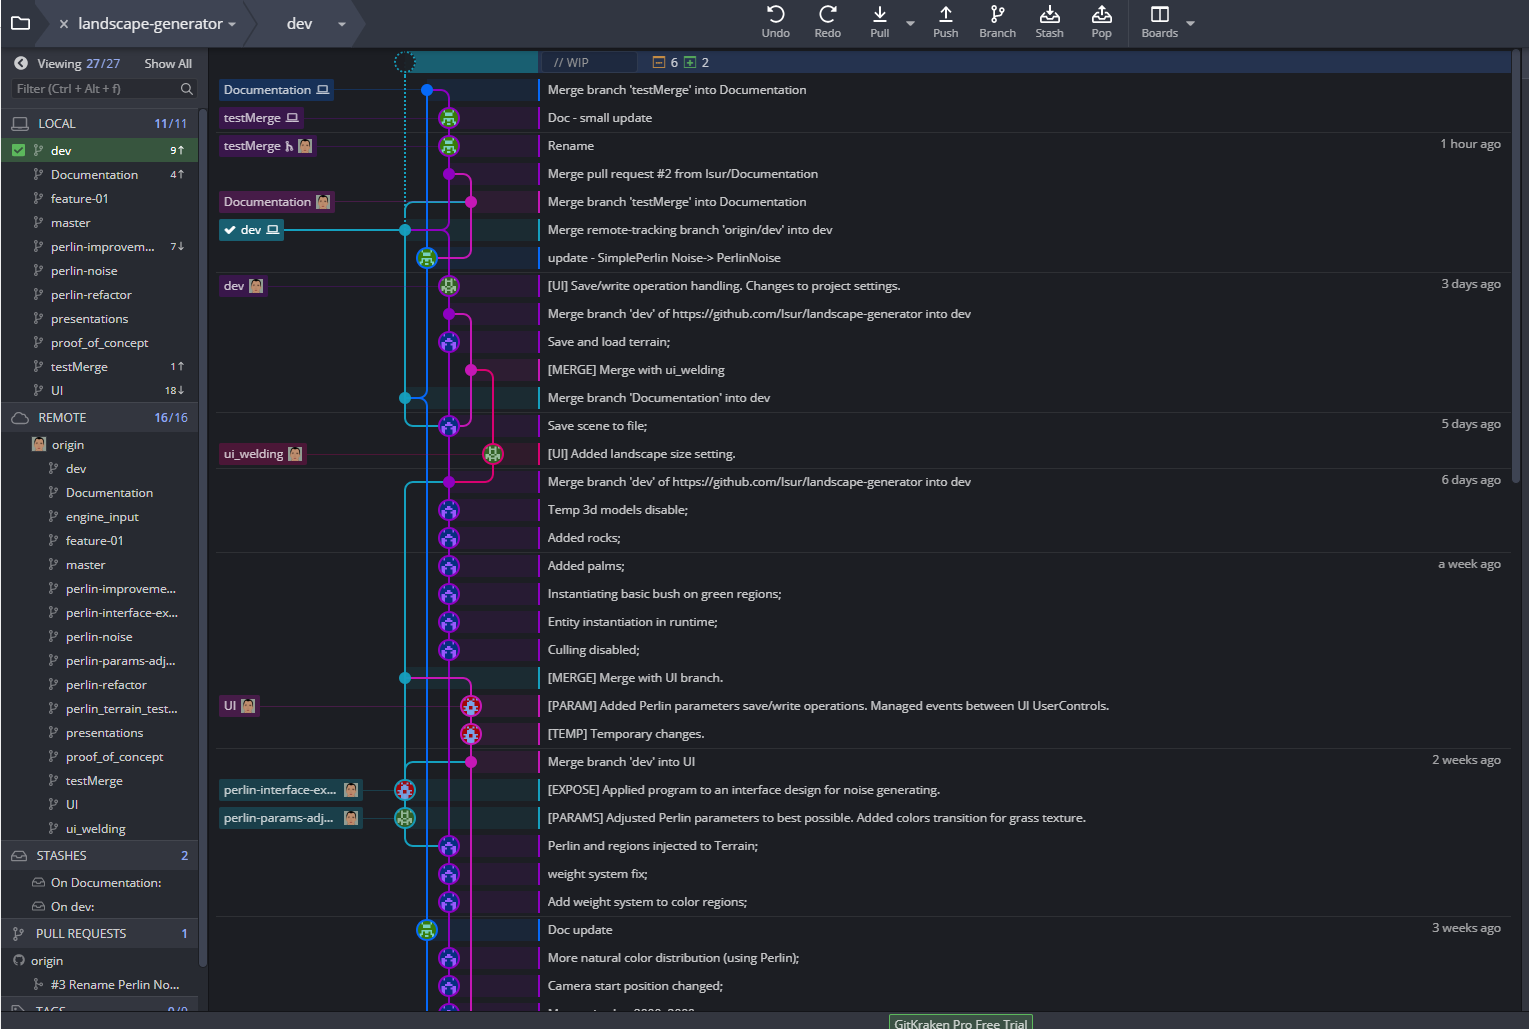 landscape-generator
dev
Undo
Redo
Pull
Push
Branch
Stash
Pop
Boards
Viewing 27/27 Show All
Filter (Ctrl + Alt + f)
LOCAL 11/11
dev 9↑
Documentation 4↑
feature-01
master
perlin-improvem... 7↓
perlin-noise
perlin-refactor
presentations
proof_of_concept
testMerge 1↑
UI 18↓
REMOTE 16/16
origin
dev
Documentation
engine_input
feature-01
master
perlin-improveme...
perlin-interface-ex...
perlin-noise
perlin-params-adj...
perlin-refactor
perlin_terrain_test...
presentations
proof_of_concept
testMerge
UI
ui_welding
STASHES 2
On Documentation:
On dev:
PULL REQUESTS 1
origin
#3 Rename Perlin No...
TAGS 0/0
// WIP 6 2
Documentation Merge branch 'testMerge' into Documentation
testMerge Doc - small update
testMerge Rename 1 hour ago
Merge pull request #2 from Isur/Documentation
Documentation Merge branch 'testMerge' into Documentation
dev Merge remote-tracking branch 'origin/dev' into dev
update - SimplePerlin Noise-> PerlinNoise
dev [UI] Save/write operation handling. Changes to project settings. 3 days ago
Merge branch 'dev' of https://github.com/Isur/landscape-generator into dev
Save and load terrain;
[MERGE] Merge with ui_welding
Merge branch 'Documentation' into dev
Save scene to file; 5 days ago
ui_welding [UI] Added landscape size setting.
Merge branch 'dev' of https://github.com/Isur/landscape-generator into dev 6 days ago
Temp 3d models disable;
Added rocks;
Added palms; a week ago
Instantiating basic bush on green regions;
Entity instantiation in runtime;
Culling disabled;
[MERGE] Merge with UI branch.
UI [PARAM] Added Perlin parameters save/write operations. Managed events between UI UserControls.
[TEMP] Temporary changes.
Merge branch 'dev' into UI 2 weeks ago
perlin-interface-ex... [EXPOSE] Applied program to an interface design for noise generating.
perlin-params-adj... [PARAMS] Adjusted Perlin parameters to best possible. Added colors transition for grass texture.
Perlin and regions injected to Terrain;
weight system fix;
Add weight system to color regions;
Doc update 3 weeks ago
More natural color distribution (using Perlin);
Camera start position changed;
GitKraken Pro Free Trial